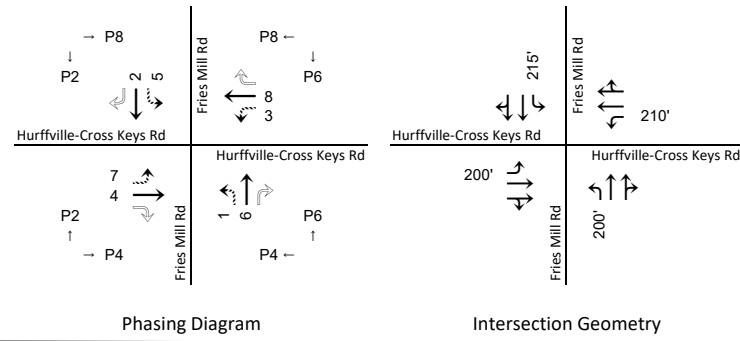 → P8
↓
P2
2
5
Fries Mill Rd
P8 ←
↓
P6
8
3
Hurffville-Cross Keys Rd
Hurffville-Cross Keys Rd
7
4
P2
↑
→ P4
Fries Mill Rd
1
6
P6
↑
P4 ←
Phasing Diagram
215'
Fries Mill Rd
210'
Hurffville-Cross Keys Rd
Hurffville-Cross Keys Rd
200'
Fries Mill Rd
200'
Intersection Geometry